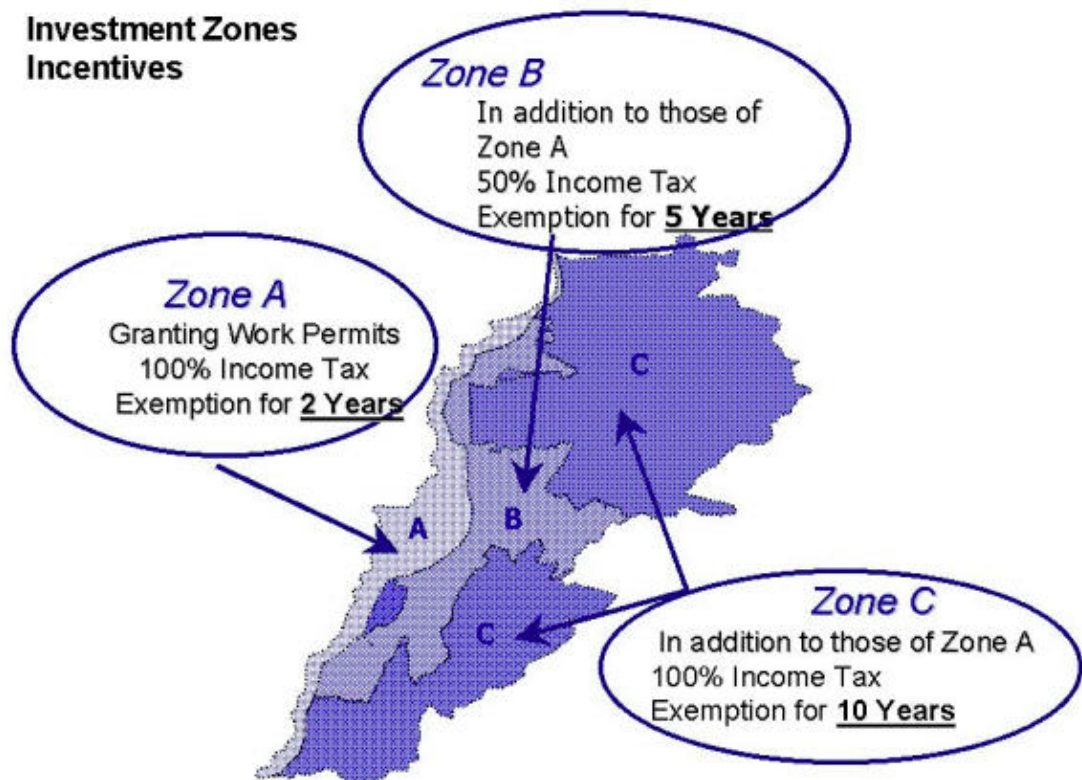 Investment Zones
Incentives
Zone B
In addition to those of
Zone A
50% Income Tax
Exemption for 5 Years
Zone A
Granting Work Permits
100% Income Tax
Exemption for 2 Years
C
A
B
C
Zone C
In addition to those of Zone A
100% Income Tax
Exemption for 10 Years